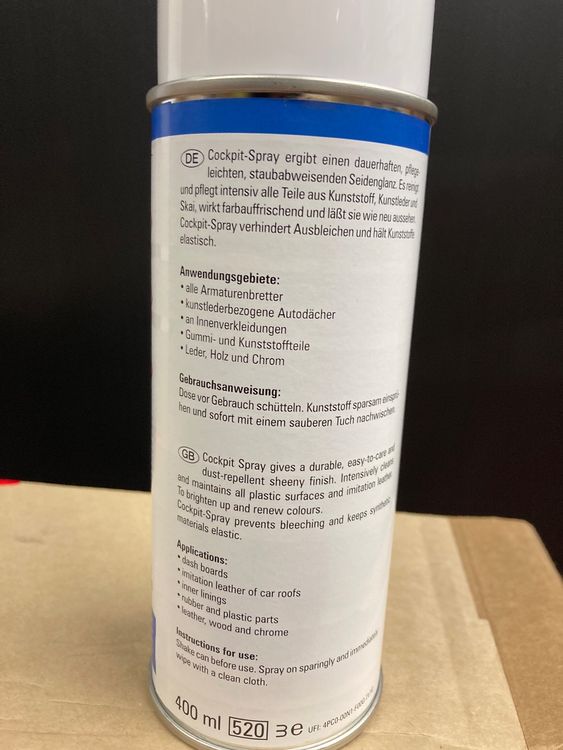 DE Cockpit-Spray ergibt einen dauerhaften, pflege-
leichten, staubabweisenden Seidenglanz. Es reinigt
und pflegt intensiv alle Teile aus Kunststoff, Kunstleder und
Skai, wirkt farbauffrischend und läßt sie wie neu aussehen.
Cockpit-Spray verhindert Ausbleichen und hält Kunststoffe
elastisch.
Anwendungsgebiete:
• alle Armaturenbretter
• kunstlederbezogene Autodächer
• an Innenverkleidungen
• Gummi- und Kunststoffteile
• Leder, Holz und Chrom
Gebrauchsanweisung:
Dose vor Gebrauch schütteln. Kunststoff sparsam einsprü-
hen und sofort mit einem sauberen Tuch nachwischen.
GB Cockpit Spray gives a durable, easy-to-care and
dust-repellent sheeny finish. Intensively cleans
and maintains all plastic surfaces and imitation leather.
To brighten up and renew colours.
Cockpit-Spray prevents bleeching and keeps synthetic
materials elastic.
Applications:
• dash boards
• imitation leather of car roofs
• inner linings
• rubber and plastic parts
• leather, wood and chrome
Instructions for use:
Shake can before use. Spray on sparingly and immediately
wipe with a clean cloth.
400 ml 520 3 e UFI: